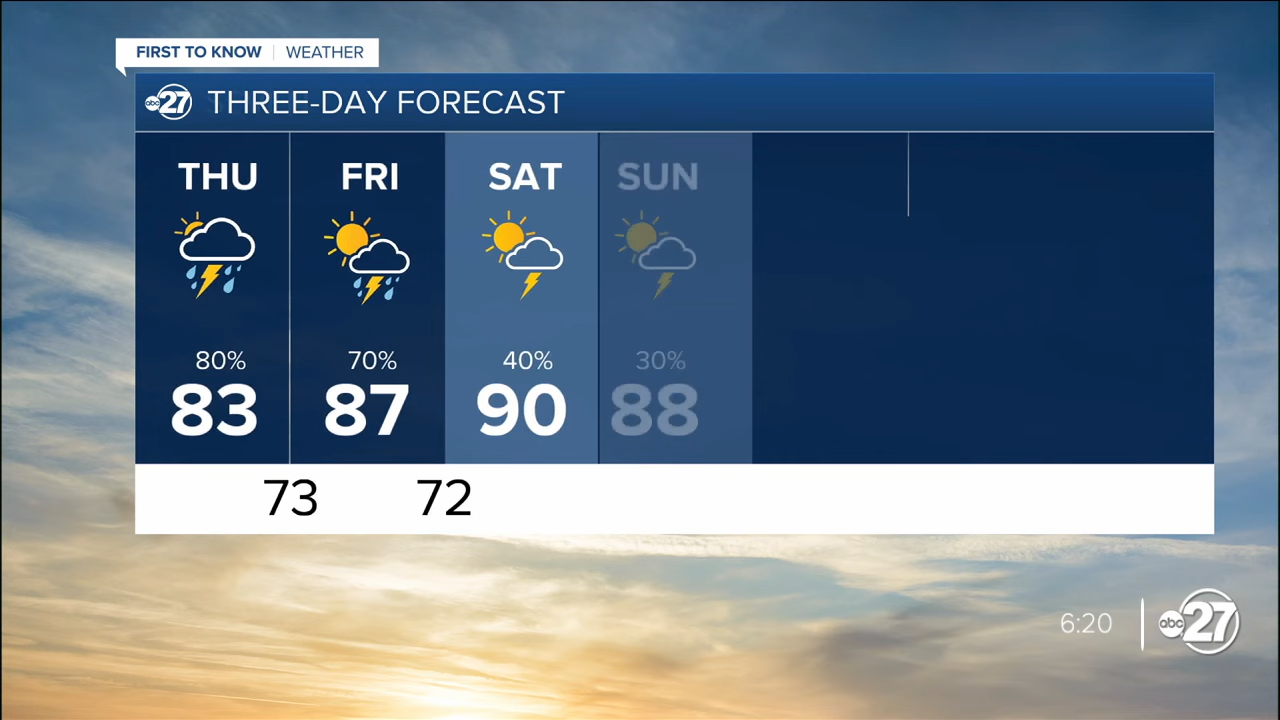 FIRST TO KNOW | WEATHER
abc 27 THREE-DAY FORECAST
THU FRI SAT SUN
80% 70% 40% 30%
83 87 90 88
73 72
6:20 abc 27